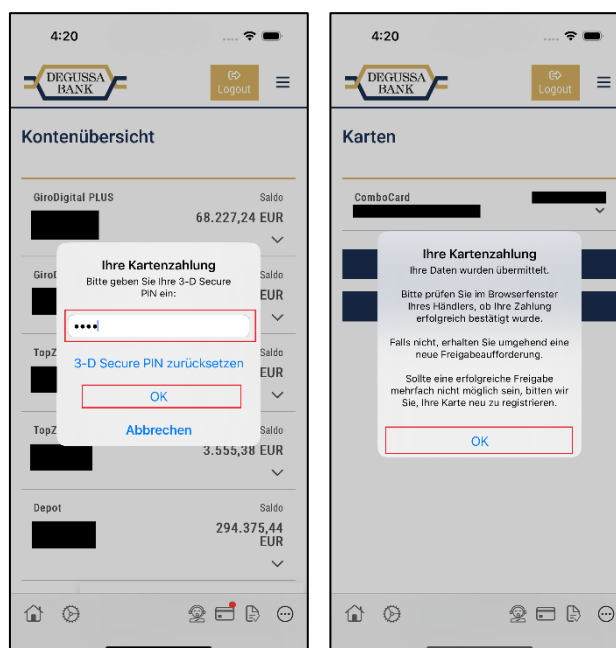 4:20
DEGUSSA
BANK
Logout
Kontenübersicht
GiroDigital PLUS
Saldo
68.227,24 EUR
Saldo
EUR
TopZ
Saldo
EUR
TopZ
Saldo
3.555,38 EUR
Depot
Saldo
294.375,44
EUR
Ihre Kartenzahlung
Bitte geben Sie Ihre 3-D Secure
PIN ein:
••••
3-D Secure PIN zurücksetzen
OK
Abbrechen
4:20
DEGUSSA
BANK
Logout
Karten
ComboCard
Ihre Kartenzahlung
Ihre Daten wurden übermittelt.
Bitte prüfen Sie im Browserfenster
Ihres Händlers, ob Ihre Zahlung
erfolgreich bestätigt wurde.
Falls nicht, erhalten Sie umgehend eine
neue Freigabeaufforderung.
Sollte eine erfolgreiche Freigabe
mehrfach nicht möglich sein, bitten wir
Sie, Ihre Karte neu zu registrieren.
OK